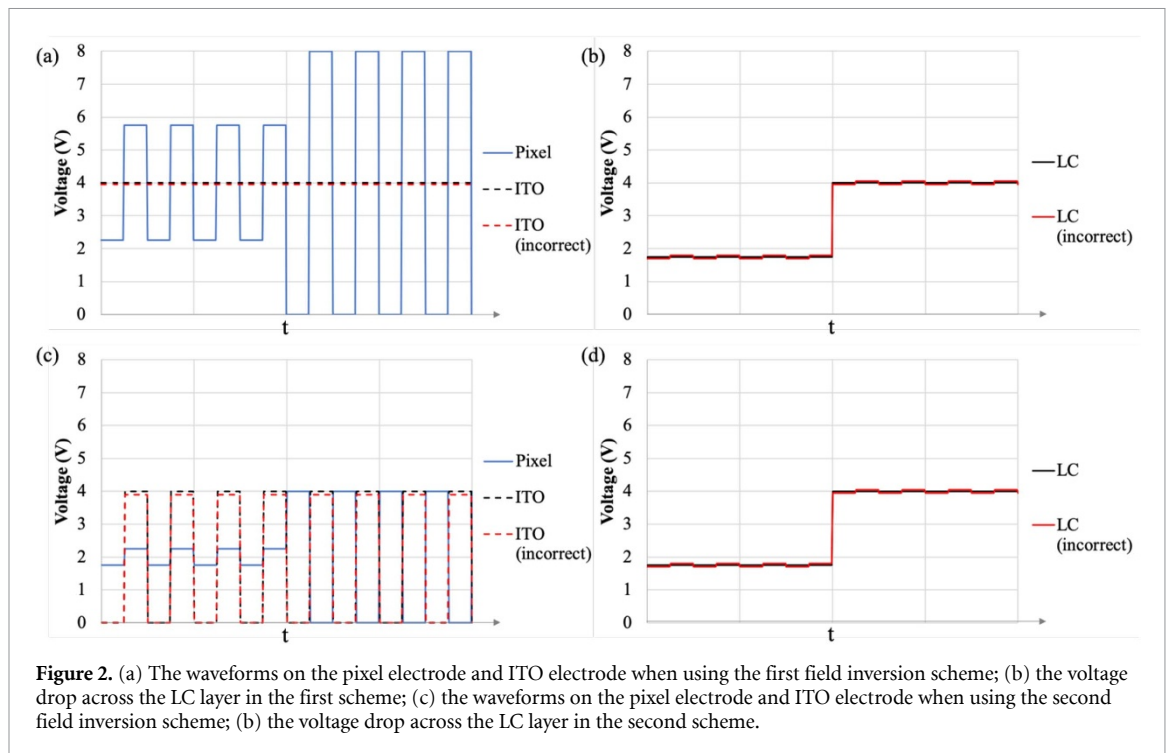 (a)
8
7
6
5
4
3
2
1
0
Voltage (V)
t
Pixel
ITO
ITO
(incorrect)
(b)
8
7
6
5
4
3
2
1
0
Voltage (V)
t
LC
LC
(incorrect)
(c)
8
7
6
5
4
3
2
1
0
Voltage (V)
t
Pixel
ITO
ITO
(incorrect)
(d)
8
7
6
5
4
3
2
1
0
Voltage (V)
t
LC
LC
(incorrect)
Figure 2. (a) The waveforms on the pixel electrode and ITO electrode when using the first field inversion scheme; (b) the voltage
drop across the LC layer in the first scheme; (c) the waveforms on the pixel electrode and ITO electrode when using the second
field inversion scheme; (b) the voltage drop across the LC layer in the second scheme.